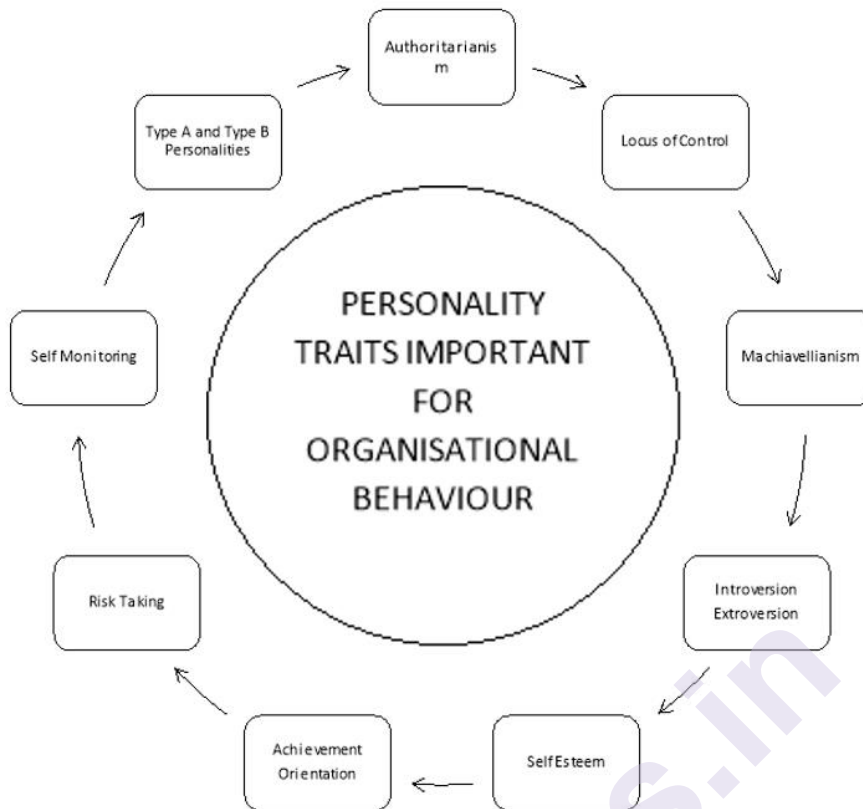 Authoritarianis
m
Type A and Type B
Personalities
Locus of Control
PERSONALITY
TRAITS IMPORTANT
FOR
ORGANISATIONAL
BEHAVIOUR
Self Monitoring
Machiavellianism
Risk Taking
Introversion
Extroversion
Achievement
Orientation
Self Esteem
s.in